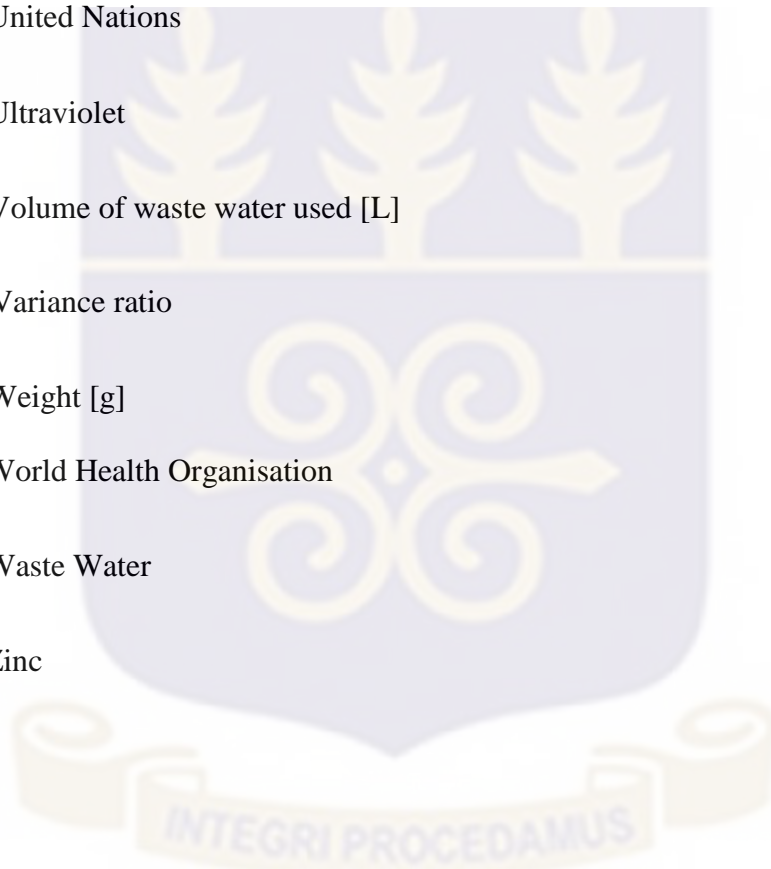 United Nations
Ultraviolet
Volume of waste water used [L]
Variance ratio
Weight [g]
World Health Organisation
Waste Water
Zinc
INTEGRI PROCEDAMUS